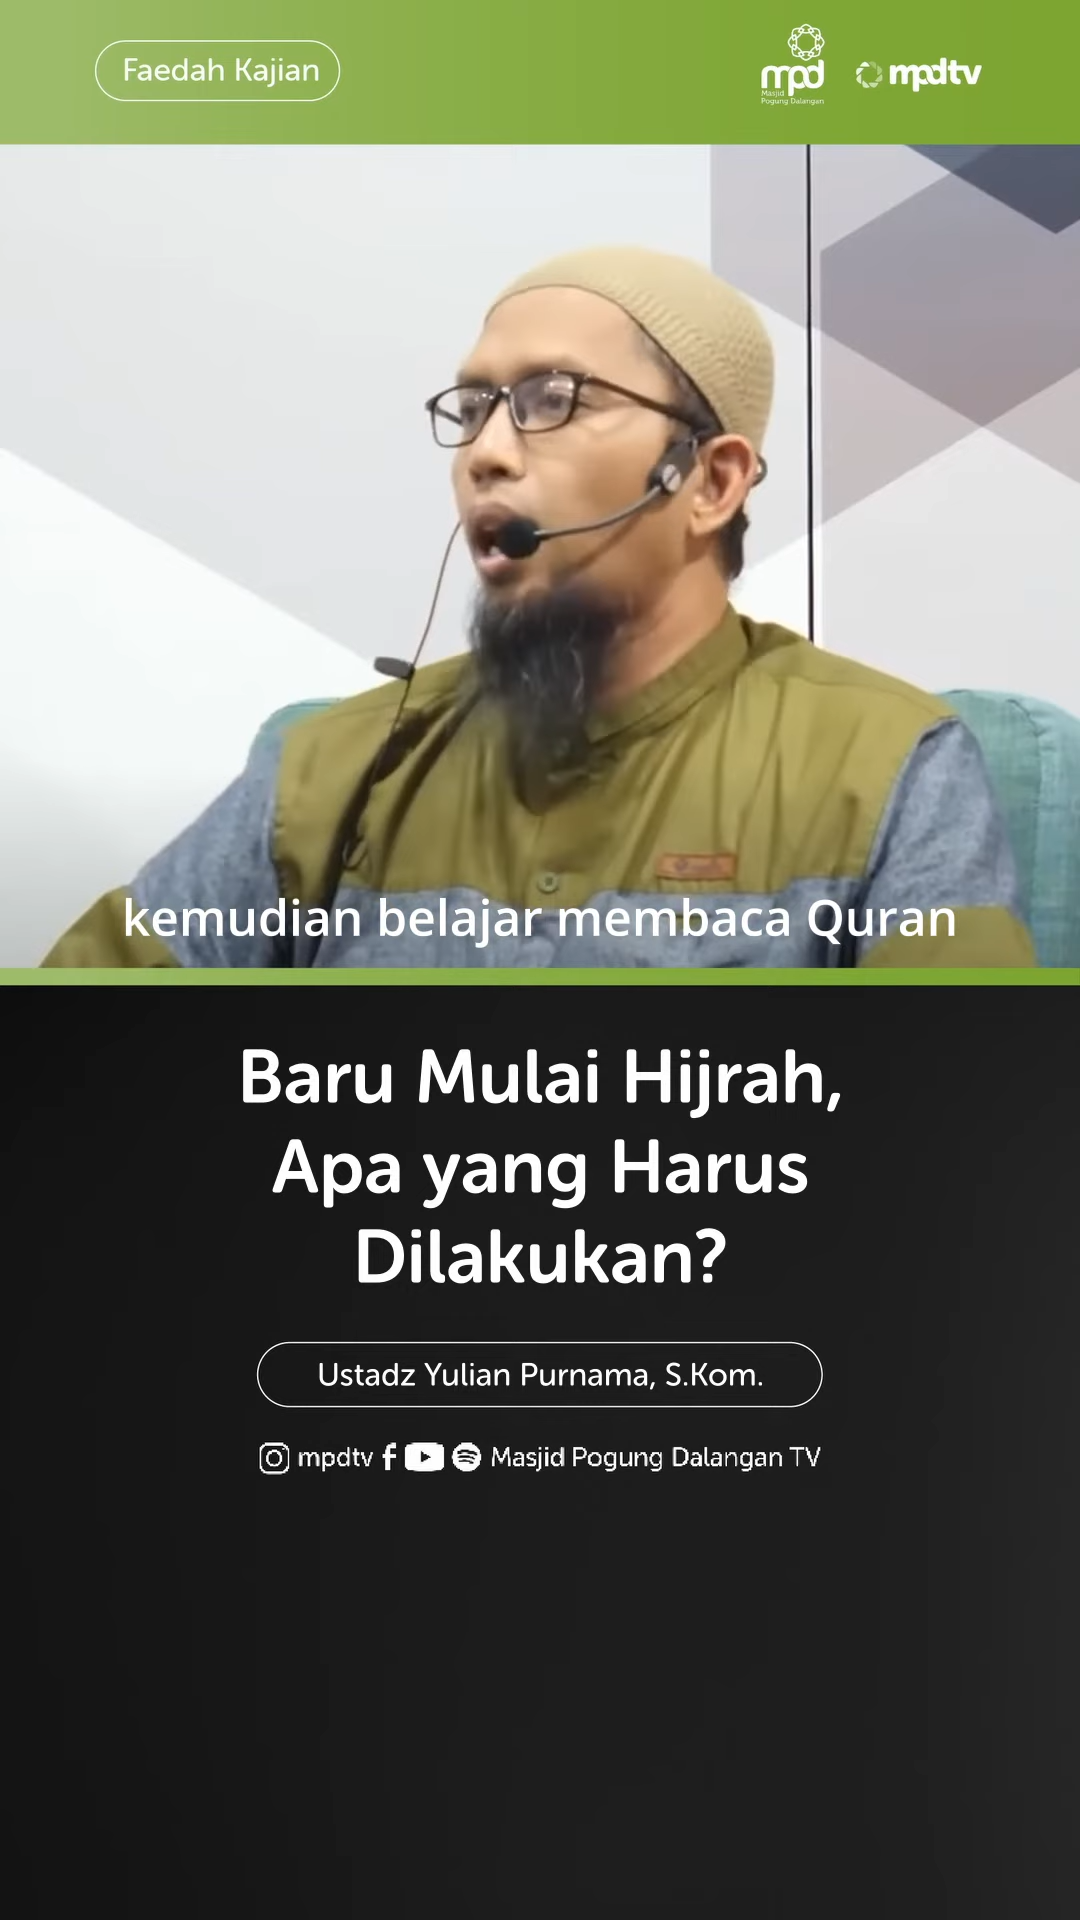 Faedah Kajian
mpd
Masjid
Pogung Dalangan
mpdtv
kemudian belajar membaca Quran
Baru Mulai Hijrah,
Apa yang Harus
Dilakukan?
Ustadz Yulian Purnama, S.Kom.
mpdtv f Masjid Pogung Dalangan TV